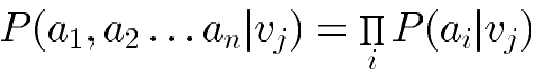 P(a₁, a₂ … aₙ|vⱼ) = ∏ᵢ P(aᵢ|vⱼ)